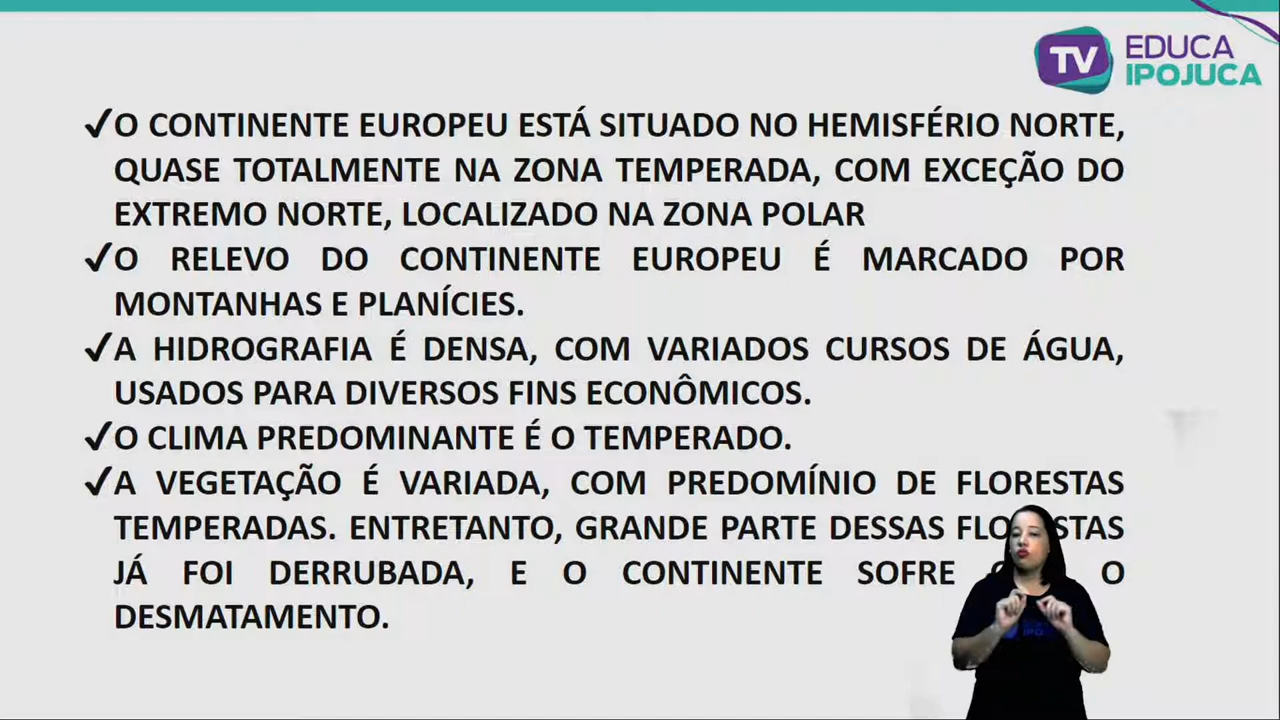 TV EDUCA
IPOJUCA
✓O CONTINENTE EUROPEU ESTÁ SITUADO NO HEMISFÉRIO NORTE,
QUASE TOTALMENTE NA ZONA TEMPERADA, COM EXCEÇÃO DO
EXTREMO NORTE, LOCALIZADO NA ZONA POLAR
✓O RELEVO DO CONTINENTE EUROPEU É MARCADO POR
MONTANHAS E PLANÍCIES.
✓A HIDROGRAFIA É DENSA, COM VARIADOS CURSOS DE ÁGUA,
USADOS PARA DIVERSOS FINS ECONÔMICOS.
✓O CLIMA PREDOMINANTE É O TEMPERADO.
✓A VEGETAÇÃO É VARIADA, COM PREDOMÍNIO DE FLORESTAS
TEMPERADAS. ENTRETANTO, GRANDE PARTE DESSAS FLORESTAS
JÁ FOI DERRUBADA, E O CONTINENTE SOFRE O
DESMATAMENTO.